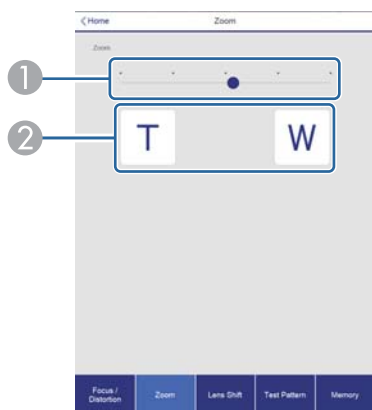 < Home Zoom
Zoom
1
2
T W
Focus / Distortion Zoom Lens Shift Test Pattern Memory